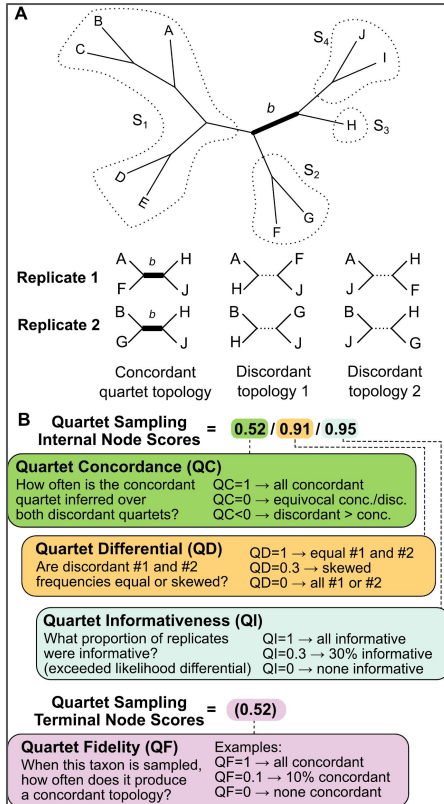 A
B
A
C
S1
D
E
b
S4
J
I
H
S3
S2
G
F
Replicate 1
A b H
F J
A F
H J
J H
A F
Replicate 2
B b H
G J
B G
H J
J H
B G
Concordant quartet topology
Discordant topology 1
Discordant topology 2
B
Quartet Sampling
Internal Node Scores = 0.52 / 0.91 / 0.95
Quartet Concordance (QC)
How often is the concordant
quartet inferred over
both discordant quartets?
QC=1 → all concordant
QC=0 → equivocal conc./disc.
QC<0 → discordant > conc.
Quartet Differential (QD)
Are discordant #1 and #2
frequencies equal or skewed?
QD=1 → equal #1 and #2
QD=0.3 → skewed
QD=0 → all #1 or #2
Quartet Informativeness (QI)
What proportion of replicates
were informative?
(exceeded likelihood differential)
QI=1 → all informative
QI=0.3 → 30% informative
QI=0 → none informative
Quartet Sampling
Terminal Node Scores = (0.52)
Quartet Fidelity (QF)
When this taxon is sampled,
how often does it produce
a concordant topology?
Examples:
QF=1 → all concordant
QF=0.1 → 10% concordant
QF=0 → none concordant